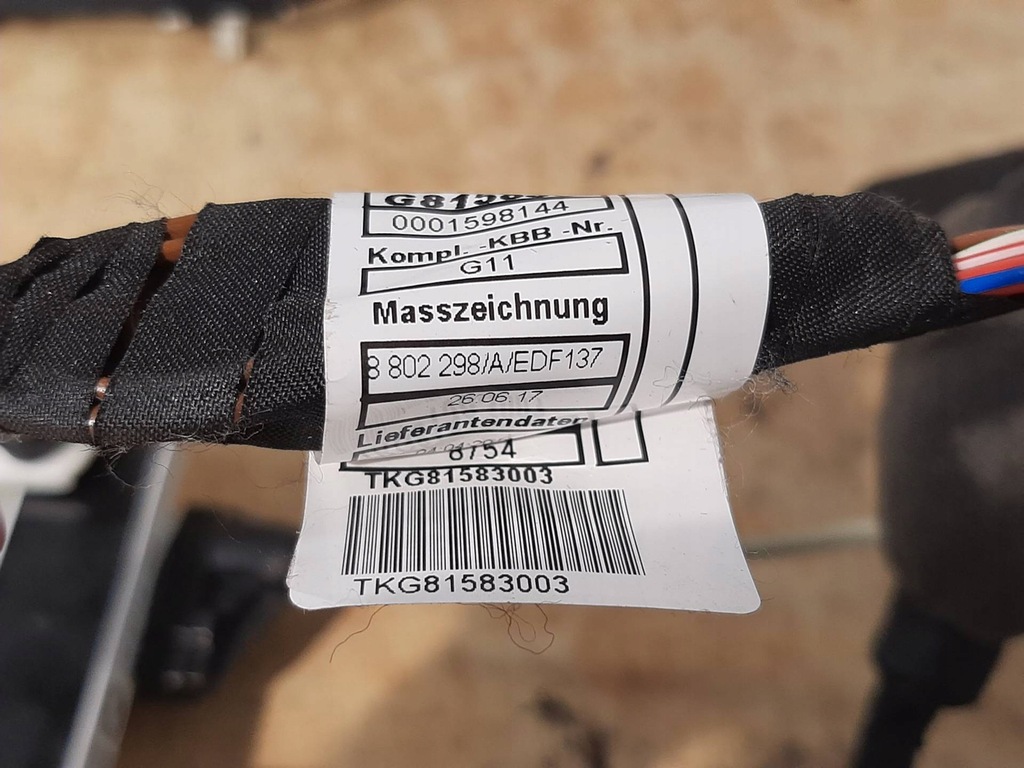 0001598144
Kompl. -KBB -Nr.
G11
Masszeichnung
8 802 298/A/EDF137
26.06.17
Lieferantendaten
8754
TKG81583003
TKG81583003